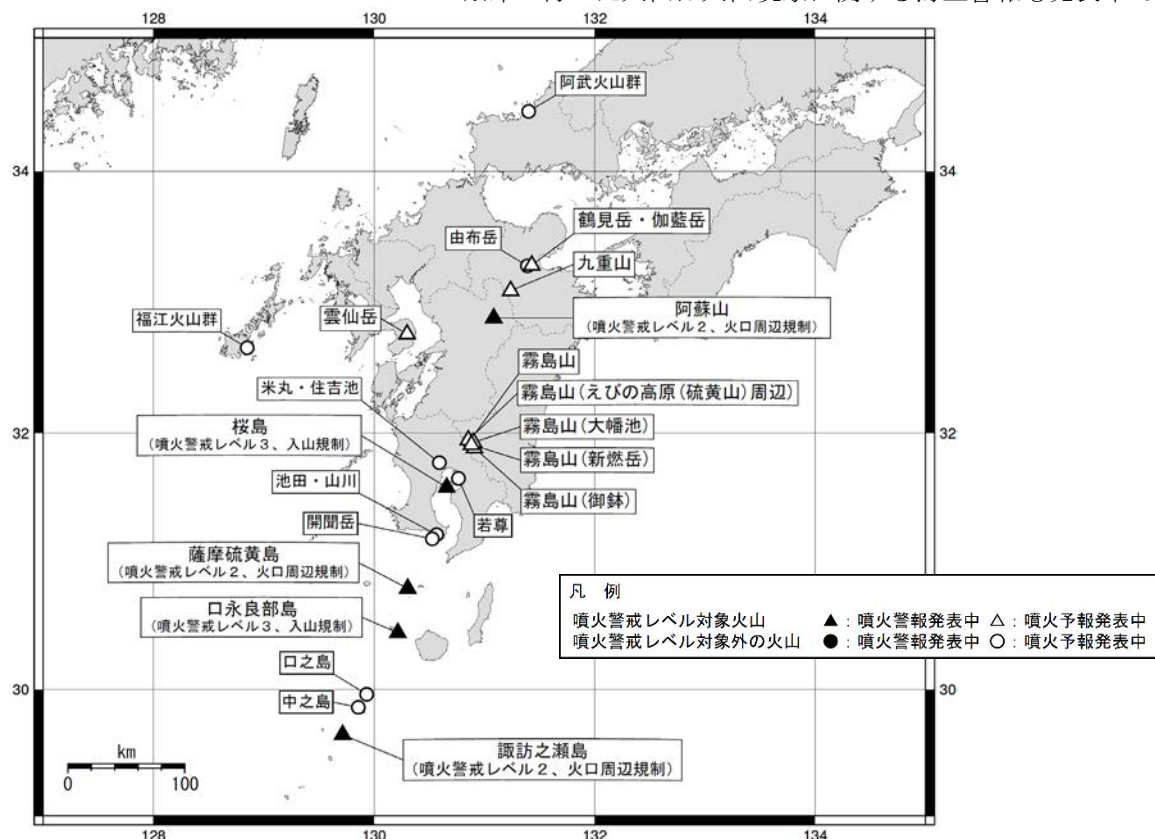 128
130
132
134
阿武火山群
34
34
鶴見岳・伽藍岳
由布岳
九重山
阿蘇山
(噴火警戒レベル2、火口周辺規制)
福江火山群
雲仙岳
霧島山
米丸・住吉池
霧島山(えびの高原(硫黄山)周辺)
桜島
(噴火警戒レベル3、入山規制)
霧島山(大幡池)
32
32
霧島山(新燃岳)
池田・山川
霧島山(御鉢)
開聞岳
若尊
薩摩硫黄島
(噴火警戒レベル2、火口周辺規制)
凡 例
噴火警戒レベル対象火山 ▲:噴火警報発表中 △:噴火予報発表中
噴火警戒レベル対象外の火山 ●:噴火警報発表中 ○:噴火予報発表中
口永良部島
(噴火警戒レベル3、入山規制)
口之島
30
30
中之島
諏訪之瀬島
(噴火警戒レベル2、火口周辺規制)
km
0 100
128
130
132
134